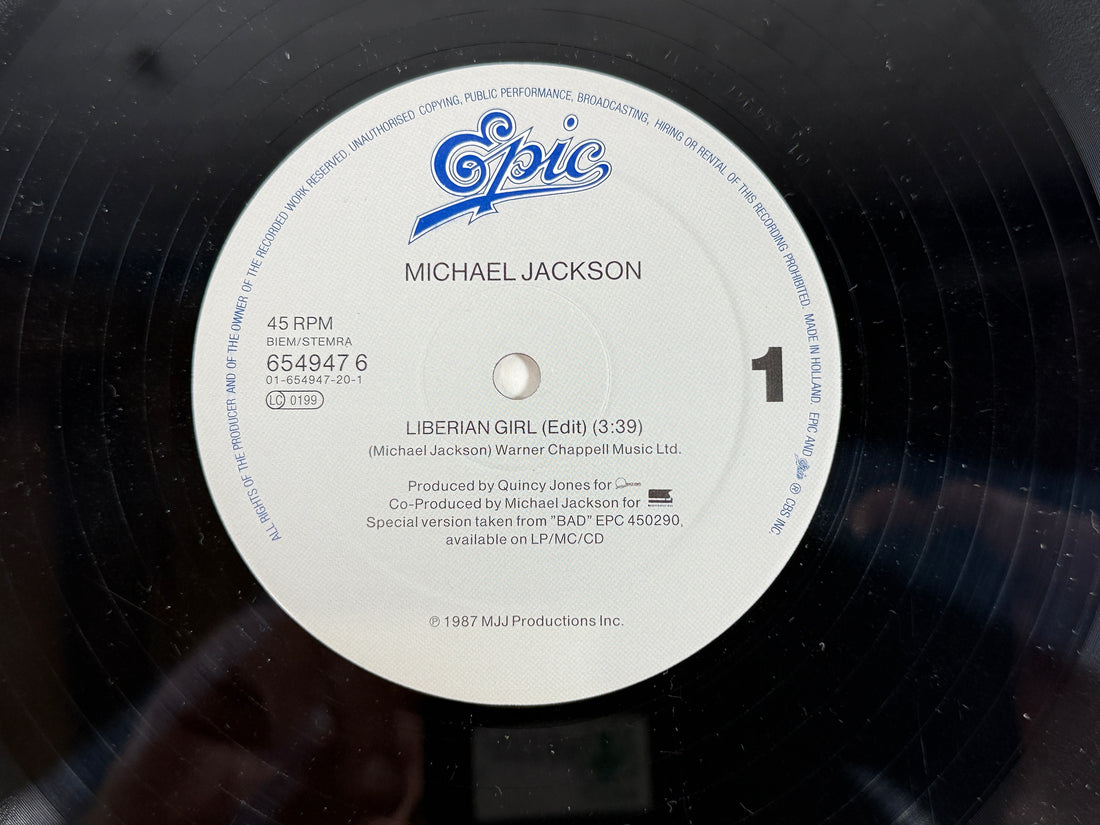 ALL RIGHTS OF THE PRODUCER AND OF THE OWNER OF THE RECORDED WORK RESERVED. UNAUTHORISED COPYING, PUBLIC PERFORMANCE, BROADCASTING, HIRING OR RENTAL OF THIS RECORDING PROHIBITED. MADE IN HOLLAND. EPIC AND Epic ® CBS INC.
Epic
MICHAEL JACKSON
45 RPM
BIEM/STEMRA
654947 6
01-654947-20-1
LC 0199
1
LIBERIAN GIRL (Edit) (3:39)
(Michael Jackson) Warner Chappell Music Ltd.
Produced by Quincy Jones for
Co-Produced by Michael Jackson for
Special version taken from "BAD" EPC 450290,
available on LP/MC/CD
℗ 1987 MJJ Productions Inc.